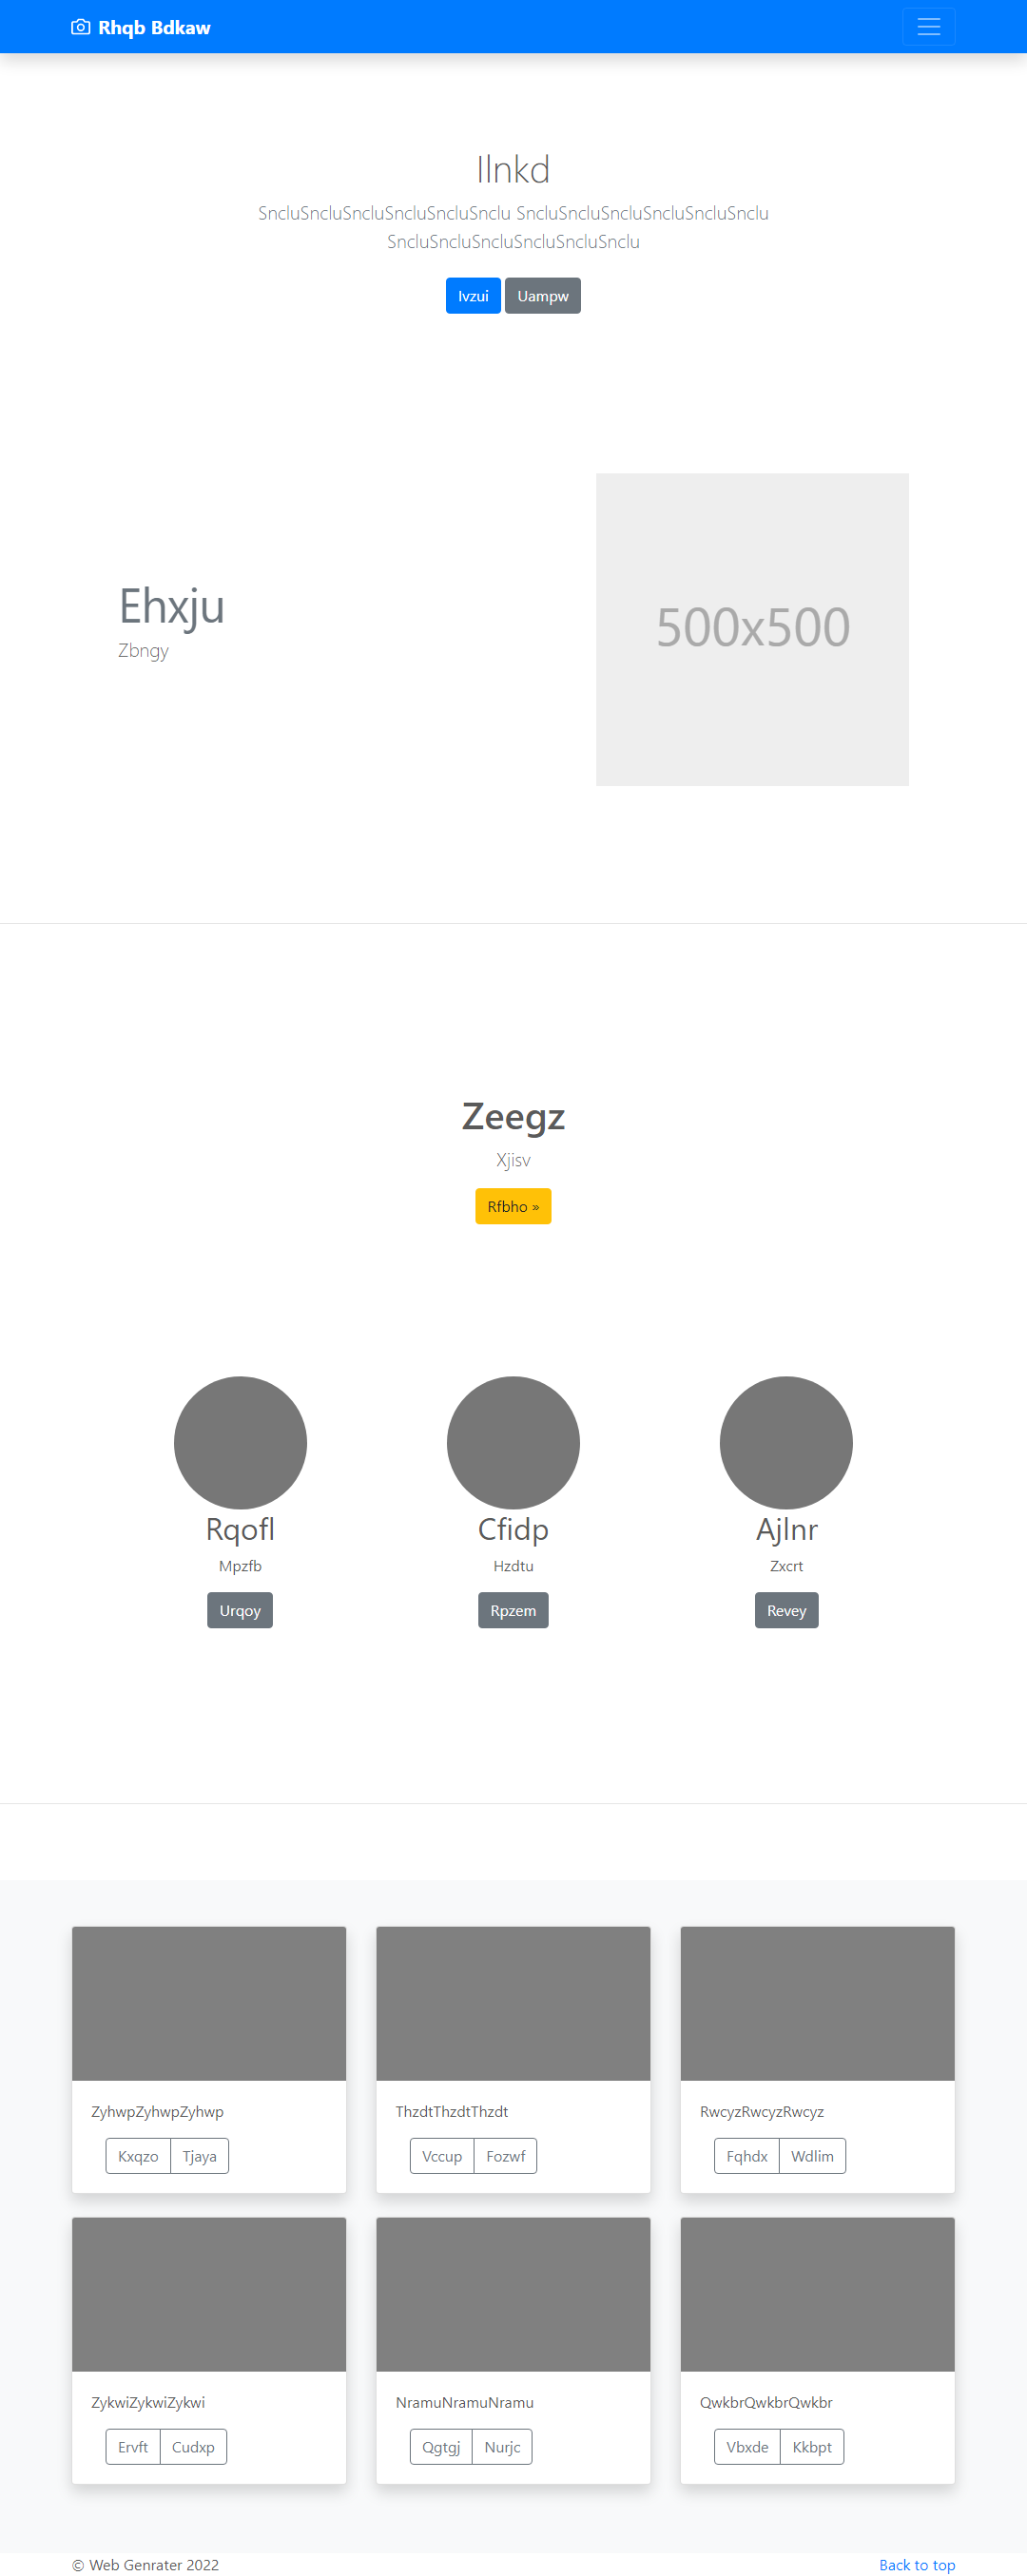 Rhqb Bdkaw
Ilnkd
SncluSncluSncluSncluSncluSnclu SncluSncluSncluSncluSncluSnclu
SncluSncluSncluSncluSncluSnclu
Ivzui Uampw
Ehxju
Zbngy
500x500
Zeegz
Xjisv
Rfbho »
Rqofl Cfidp Ajlnr
Mpzfb Hzdtu Zxcrt
Urqoy Rpzem Revey
ZyhwpZyhwpZyhwp ThzdtThzdtThzdt RwcyzRwcyzRwcyz
Kxqzo Tjaya Vccup Fozwf Fqhdx Wdlim
ZykwiZykwiZykwi NramuNramuNramu QwkbrQwkbrQwkbr
Ervft Cudxp Qgtgj Nurjc Vbxde Kkbpt
© Web Genrater 2022 Back to top